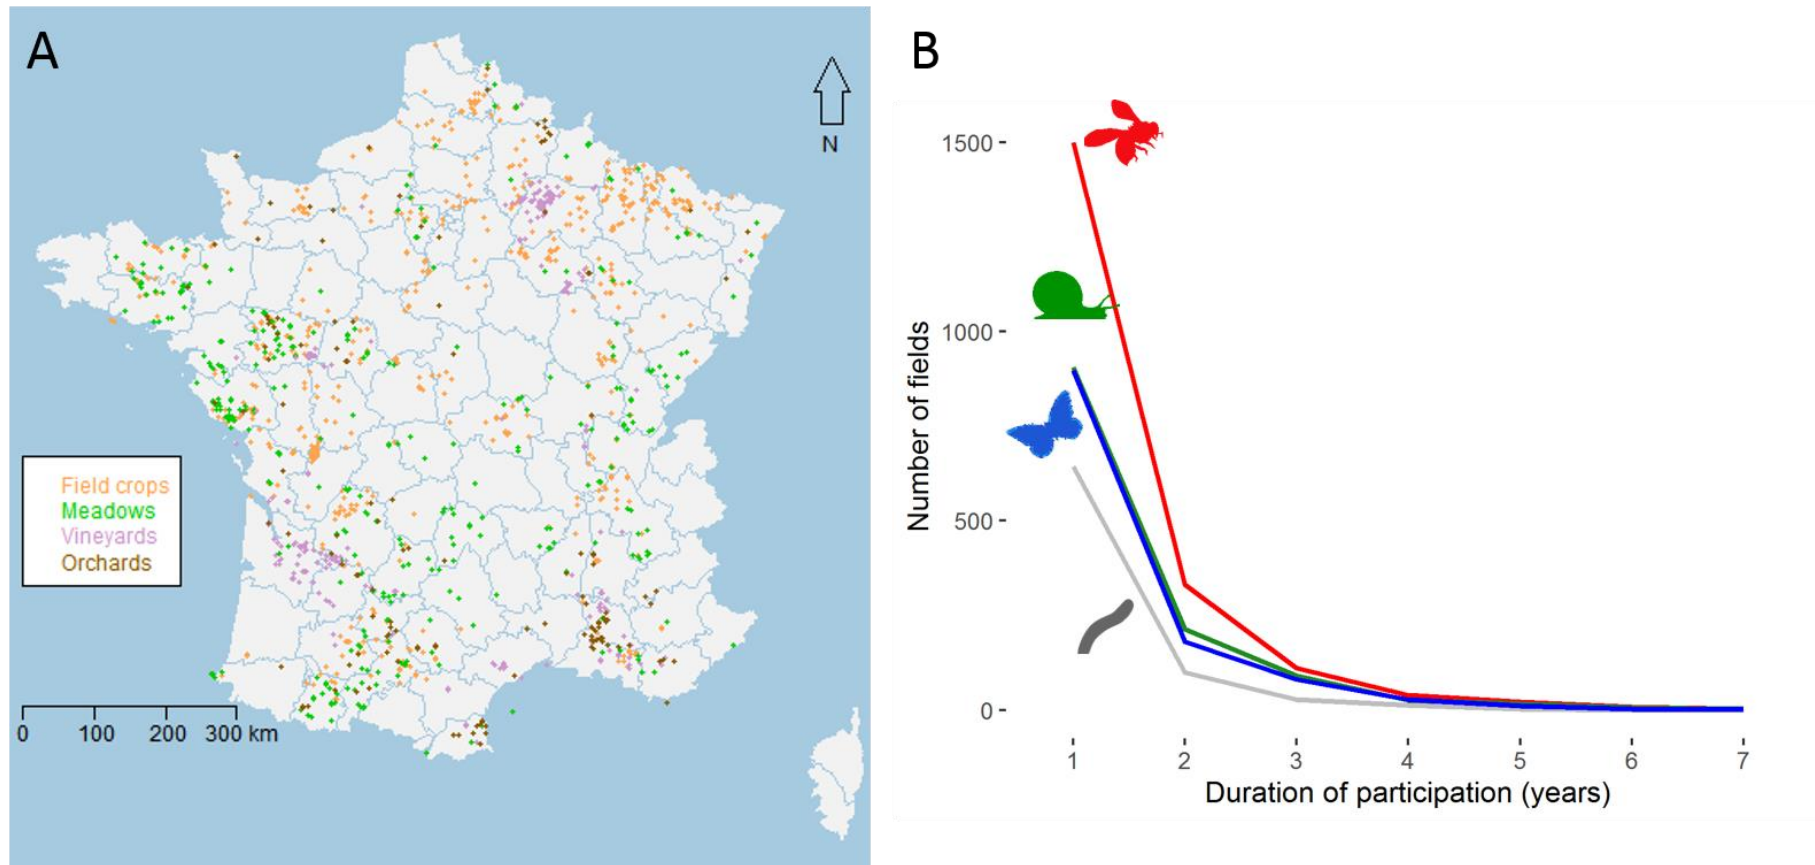 A
N
Field crops
Meadows
Vineyards
Orchards
0 100 200 300 km
B
Number of fields
1500
1000
500
0
1 2 3 4 5 6 7
Duration of participation (years)